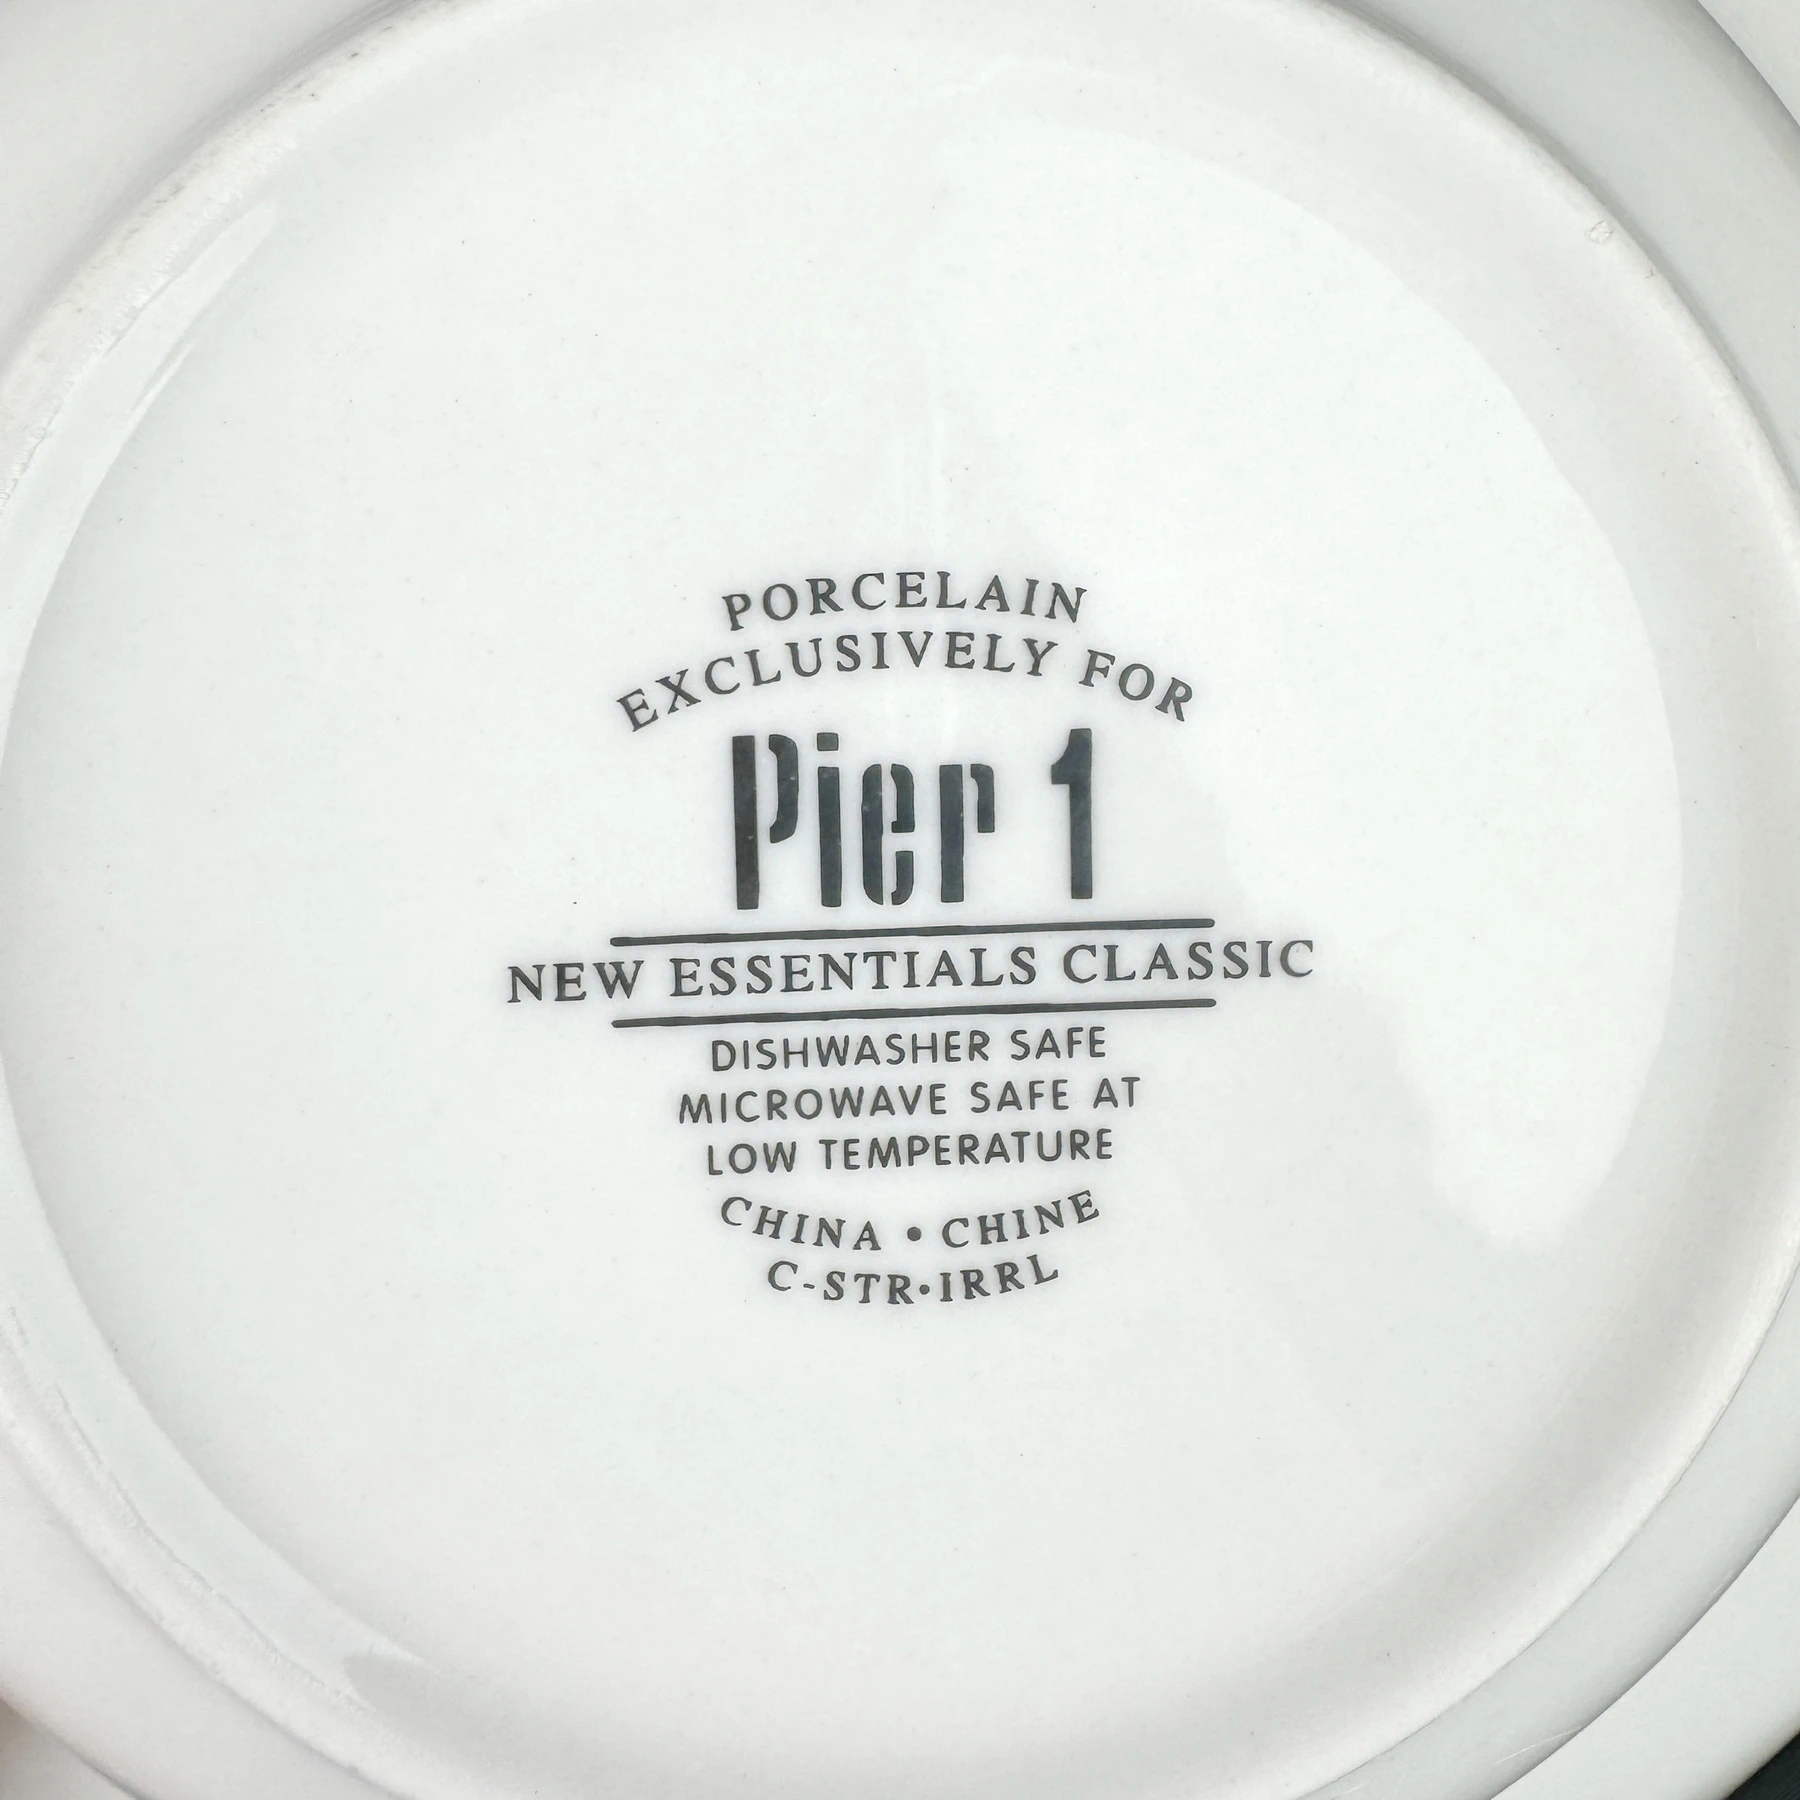 PORCELAIN
EXCLUSIVELY FOR
Pier 1
NEW ESSENTIALS CLASSIC
DISHWASHER SAFE
MICROWAVE SAFE AT
LOW TEMPERATURE
CHINA • CHINE
C-STR•IRRL